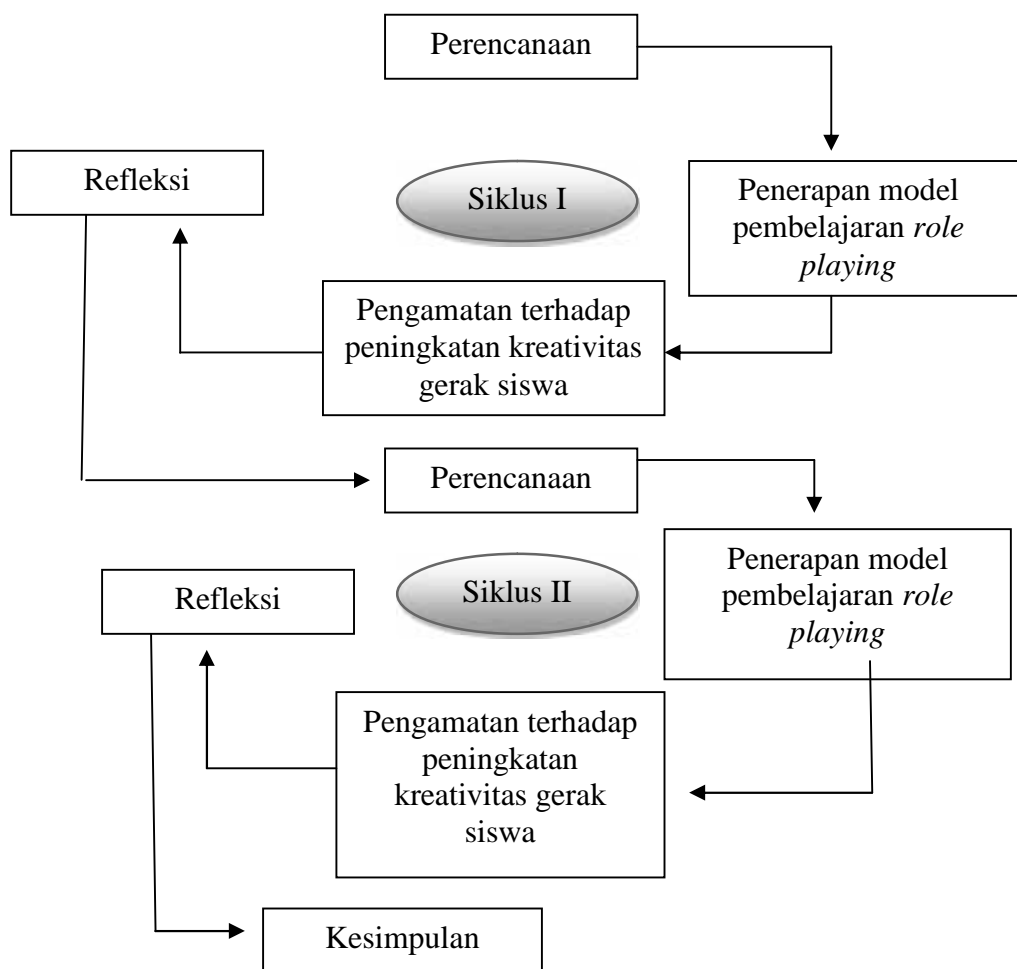 Perencanaan
Refleksi
Siklus I
Penerapan model
pembelajaran role
playing
Pengamatan terhadap
peningkatan kreativitas
gerak siswa
Perencanaan
Penerapan model
pembelajaran role
playing
Refleksi
Siklus II
Pengamatan terhadap
peningkatan
kreativitas gerak
siswa
Kesimpulan